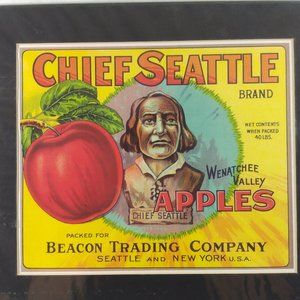 CHIEF SEATTLE
BRAND
NET CONTENTS
WHEN PACKED
40 LBS.
WENATCHEE
VALLEY
APPLES
CHIEF SEATTLE
PACKED FOR
BEACON TRADING COMPANY
SEATTLE AND NEW YORK U.S.A.